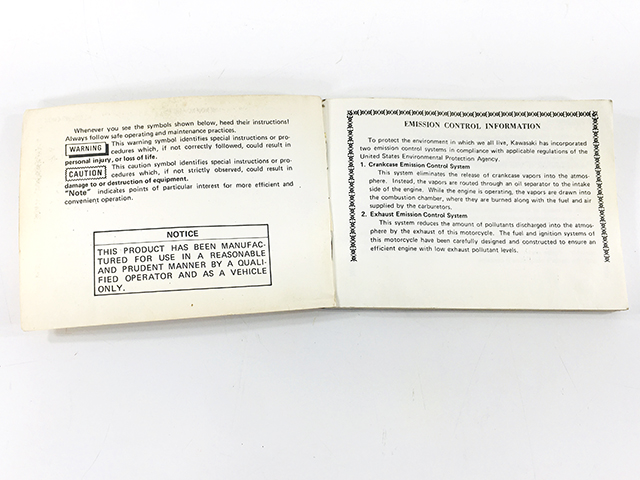 Whenever you see the symbols shown below, heed their instructions!
Always follow safe operating and maintenance practices.
WARNING This warning symbol identifies special instructions or pro-
cedures which, if not correctly followed, could result in
personal injury, or loss of life.
CAUTION This caution symbol identifies special instructions or pro-
cedures which, if not strictly observed, could result in
damage to or destruction of equipment.
"Note" indicates points of particular interest for more efficient and
convenient operation.
NOTICE
THIS PRODUCT HAS BEEN MANUFAC-
TURED FOR USE IN A REASONABLE
AND PRUDENT MANNER BY A QUALI-
FIED OPERATOR AND AS A VEHICLE
ONLY.
EMISSION CONTROL INFORMATION
To protect the environment in which we all live, Kawasaki has incorporated
two emission control systems in compliance with applicable regulations of the
United States Environmental Protection Agency.
1. Crankcase Emission Control System
This system eliminates the release of crankcase vapors into the atmos-
phere. Instead, the vapors are routed through an oil separator to the intake
side of the engine. While the engine is operating, the vapors are drawn into
the combustion chamber, where they are burned along with the fuel and air
supplied by the carburetors.
2. Exhaust Emission Control System
This system reduces the amount of pollutants discharged into the atmos-
phere by the exhaust of this motorcycle. The fuel and ignition systems of
this motorcycle have been carefully designed and constructed to ensure an
efficient engine with low exhaust pollutant levels.